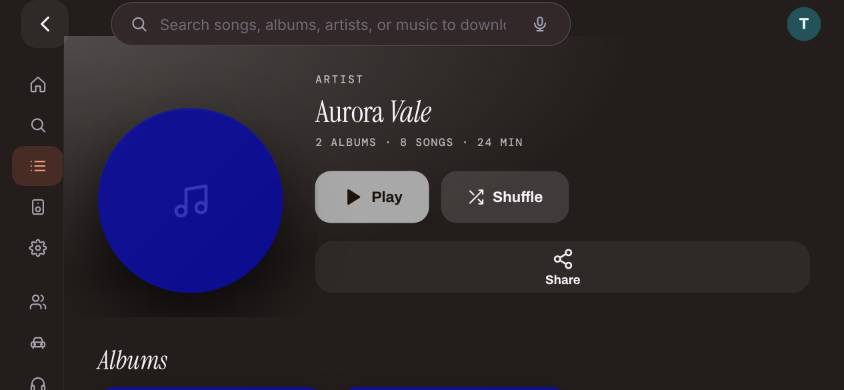 Search songs, albums, artists, or music to downl
T
ARTIST
Aurora Vale
2 ALBUMS · 8 SONGS · 24 MIN
Play
Shuffle
Share
Albums